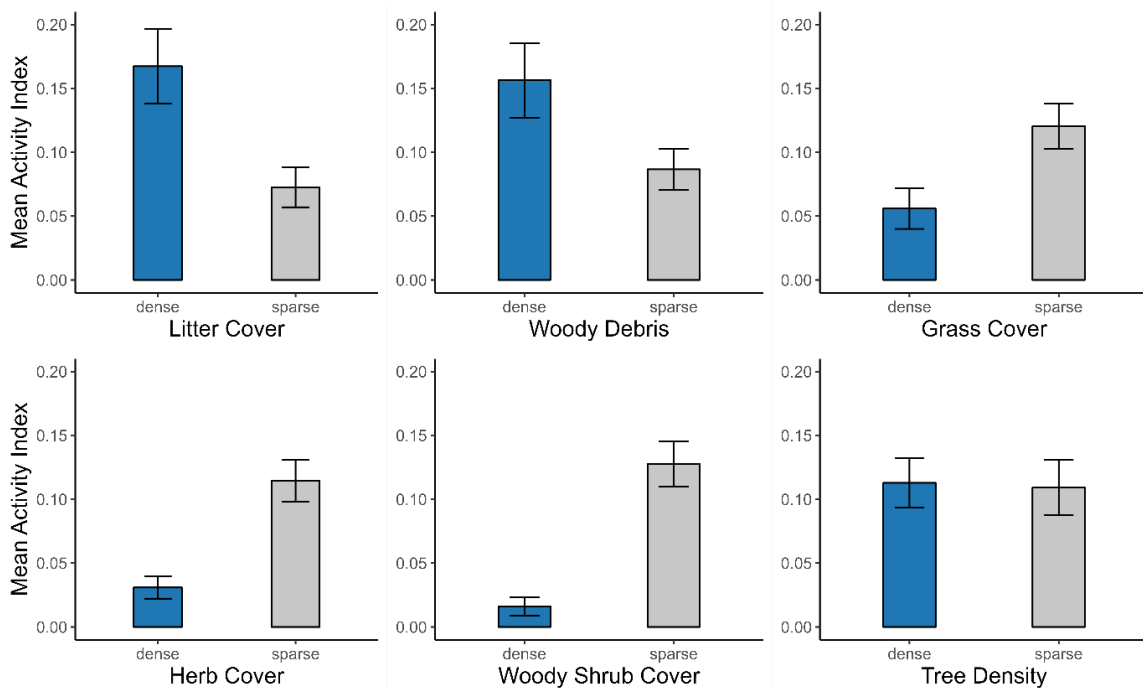 Mean Activity Index
0.20
0.15
0.10
0.05
0.00
dense sparse
Litter Cover
0.20
0.15
0.10
0.05
0.00
dense sparse
Woody Debris
0.20
0.15
0.10
0.05
0.00
dense sparse
Grass Cover
Mean Activity Index
0.20
0.15
0.10
0.05
0.00
dense sparse
Herb Cover
0.20
0.15
0.10
0.05
0.00
dense sparse
Woody Shrub Cover
0.20
0.15
0.10
0.05
0.00
dense sparse
Tree Density